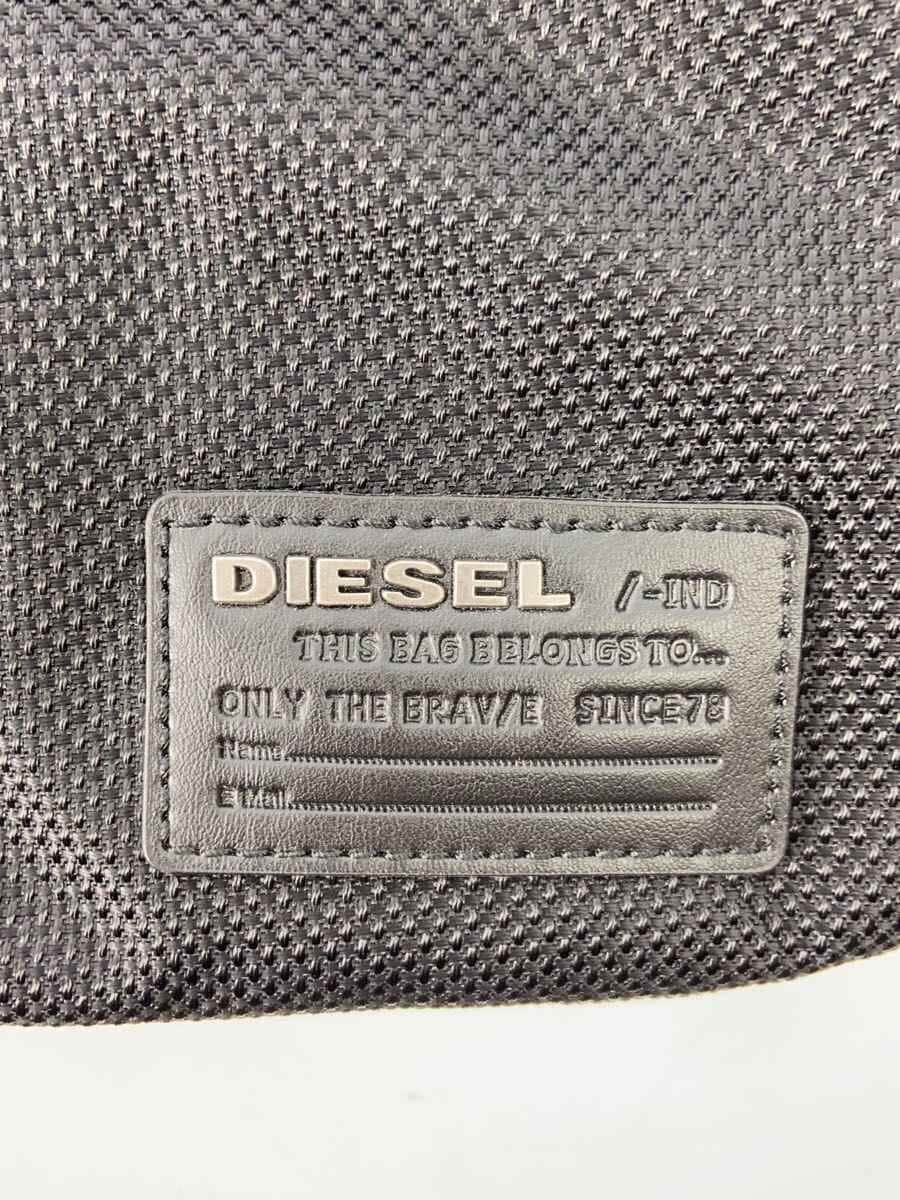 DIESEL /-IND
THIS BAG BELONGS TO...
ONLY THE BRAV/E SINCE78
Name
E Mail